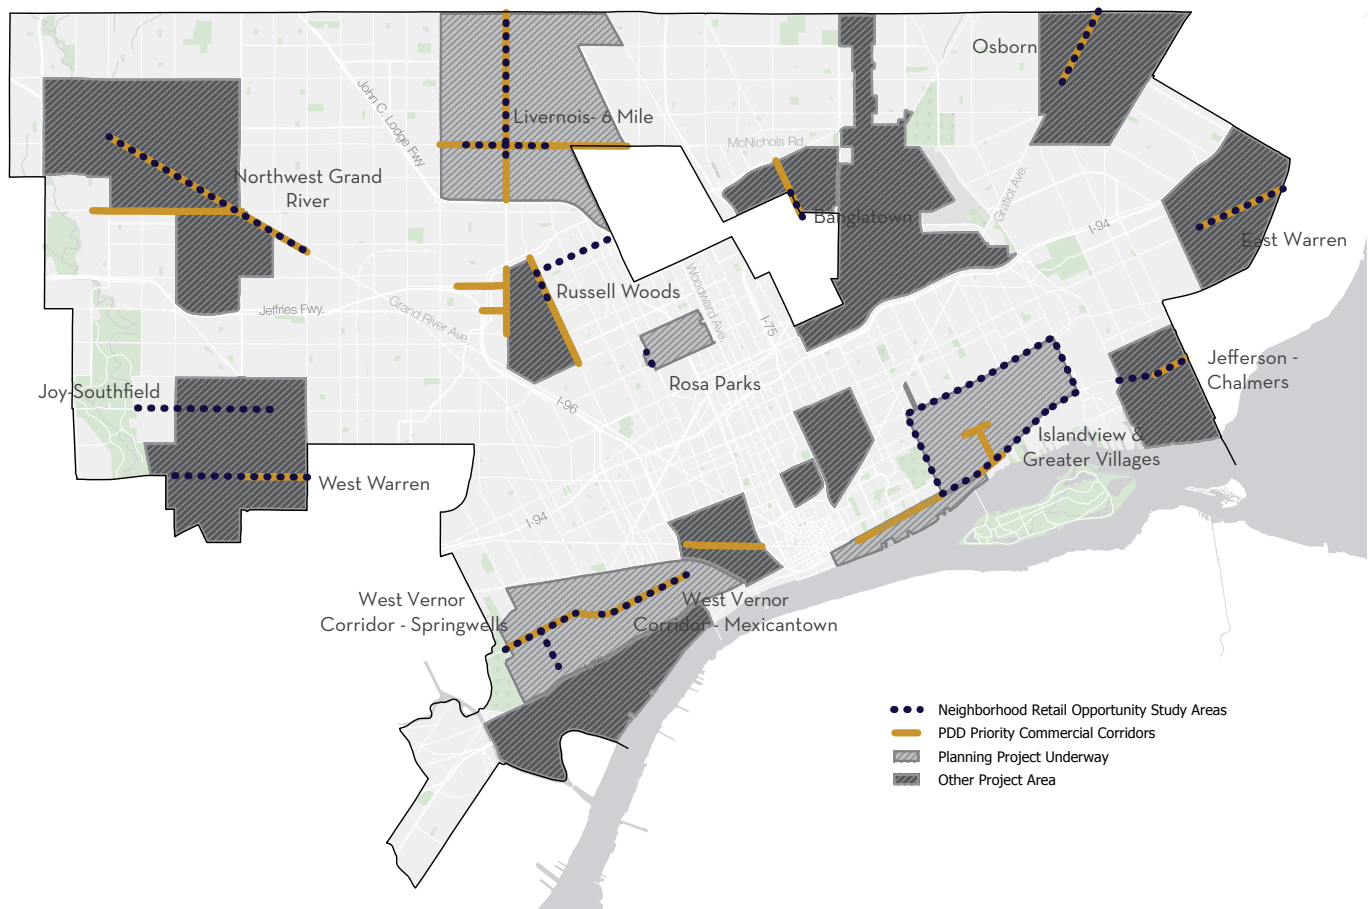 Osborn
John C. Lodge Fwy
Livernois- 6 Mile
McNichols Rd.
Northwest Grand
River
Gratiot Ave.
Banglatown
I-94
East Warren
Russell Woods
Woodward Ave.
Jeffries Fwy.
Grand River Ave.
I-75
Jefferson -
Chalmers
Rosa Parks
Joy-Southfield
I-96
Islandview &
Greater Villages
West Warren
I-94
West Vernor
Corridor - Springwells
West Vernor
Corridor - Mexicantown
Neighborhood Retail Opportunity Study Areas
PDD Priority Commercial Corridors
Planning Project Underway
Other Project Area